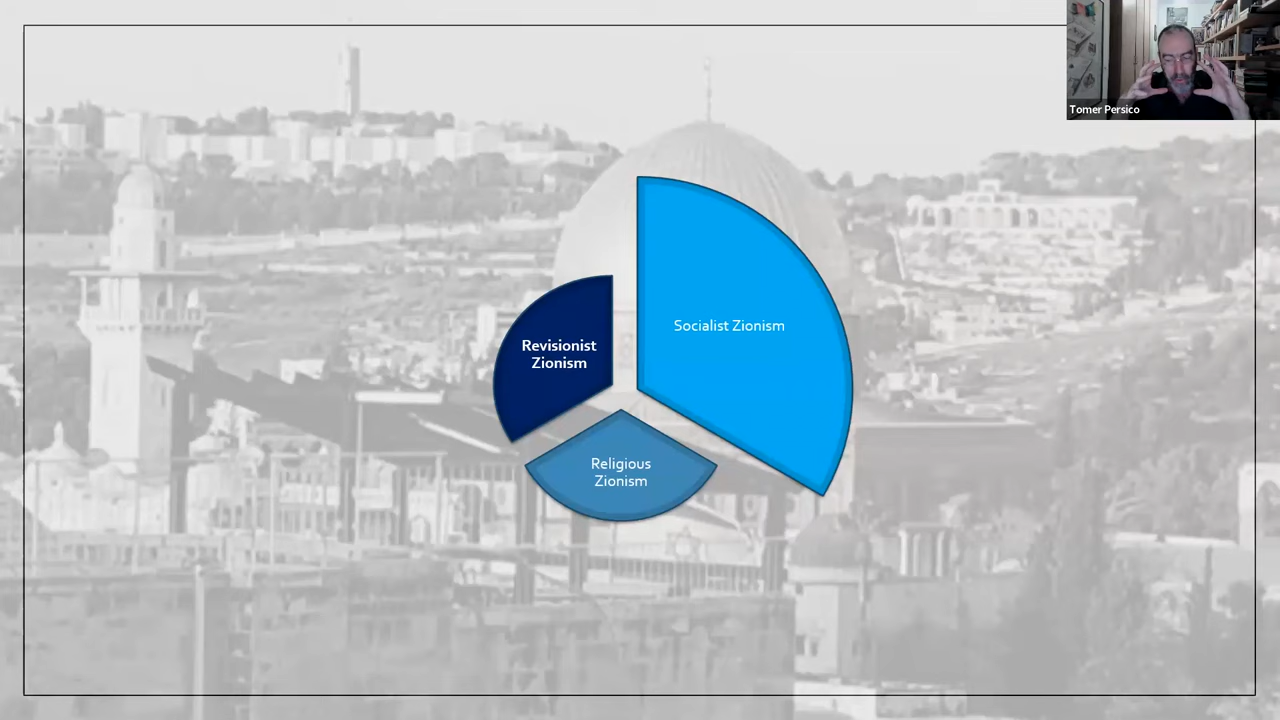 Tomer Persico
Socialist Zionism
Revisionist
Zionism
Religious
Zionism